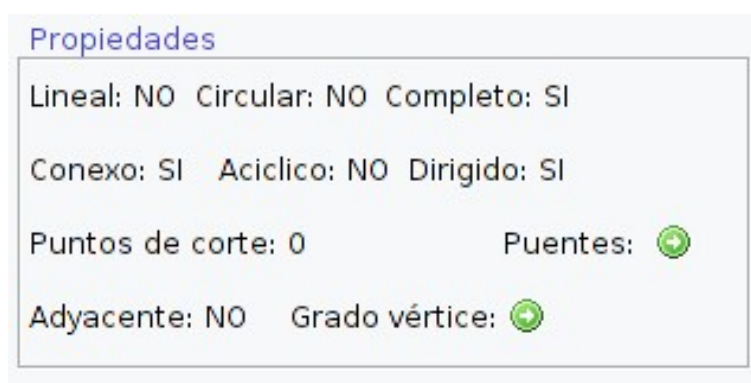 Propiedades
Lineal: NO Circular: NO Completo: SI
Conexo: SI Aciclico: NO Dirigido: SI
Puntos de corte: 0 Puentes:
Adyacente: NO Grado vértice: